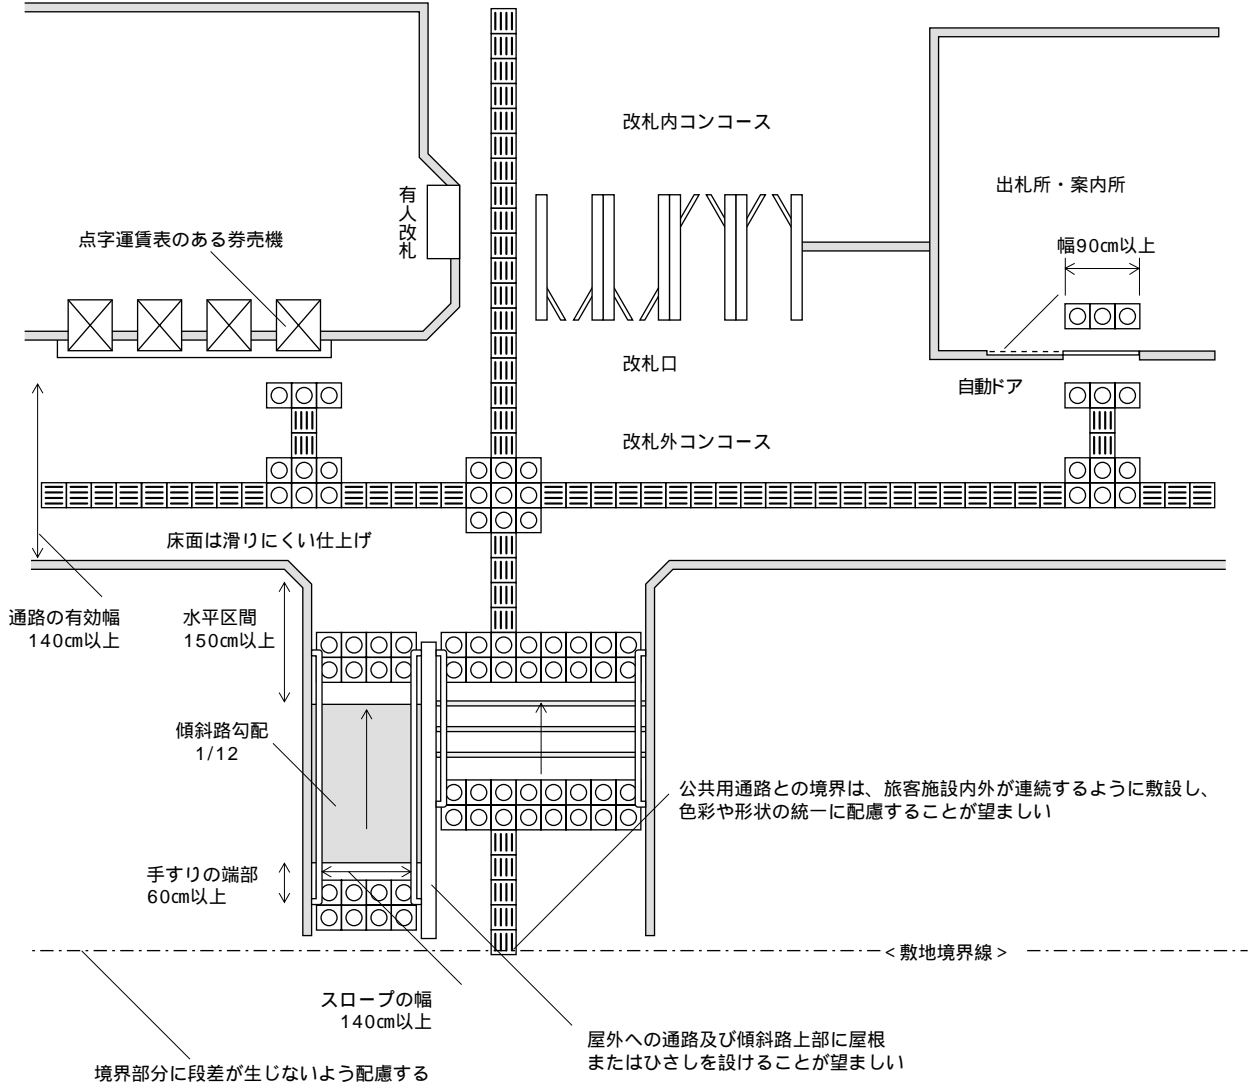 改札内コンコース
出札所・案内所
有人改札
点字運賃表のある券売機
幅90㎝以上
改札口
自動ドア
改札外コンコース
床面は滑りにくい仕上げ
通路の有効幅
140㎝以上
水平区間
150㎝以上
傾斜路勾配
1/12
公共用通路との境界は、旅客施設内外が連続するように敷設し、
色彩や形状の統一に配慮することが望ましい
手すりの端部
60㎝以上
<敷地境界線>
スロープの幅
140㎝以上
屋外への通路及び傾斜路上部に屋根
またはひさしを設けることが望ましい
境界部分に段差が生じないよう配慮する